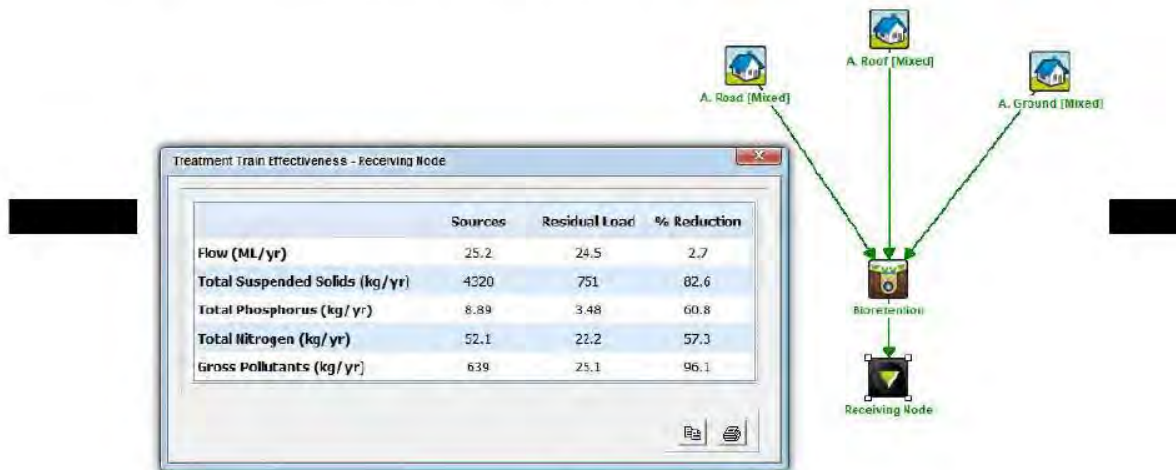 A. Roof [Mixed]
A. Road [Mixed]
A. Ground [Mixed]
Treatment Train Effectiveness - Receiving Node
Sources Residual Load % Reduction
Flow (ML/yr) 25.2 24.5 2.7
Total Suspended Solids (kg/yr) 4320 751 82.6
Total Phosphorus (kg/yr) 8.89 3.48 60.8
Total Nitrogen (kg/yr) 52.1 22.2 57.3
Gross Pollutants (kg/yr) 639 25.1 96.1
Bioretention
Receiving Node